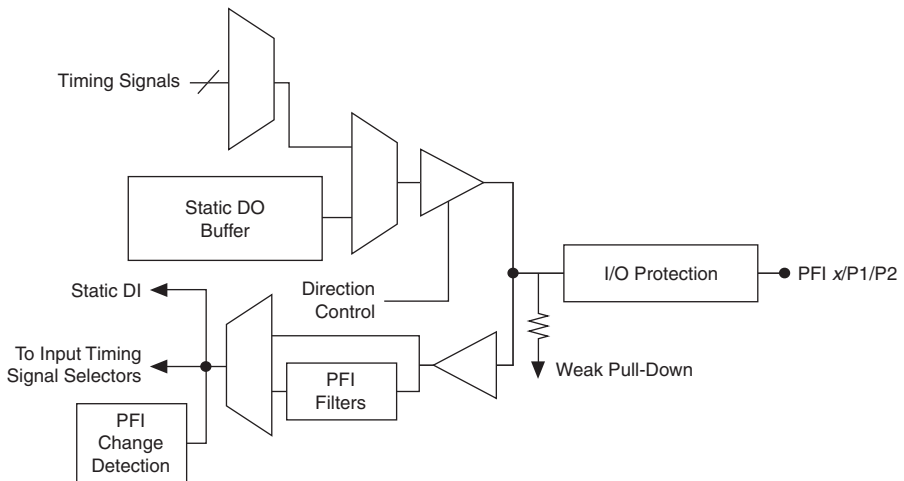 Timing Signals
Static DO
Buffer
I/O Protection
PFI x/P1/P2
Static DI
Direction
Control
To Input Timing
Signal Selectors
PFI
Filters
Weak Pull-Down
PFI
Change
Detection